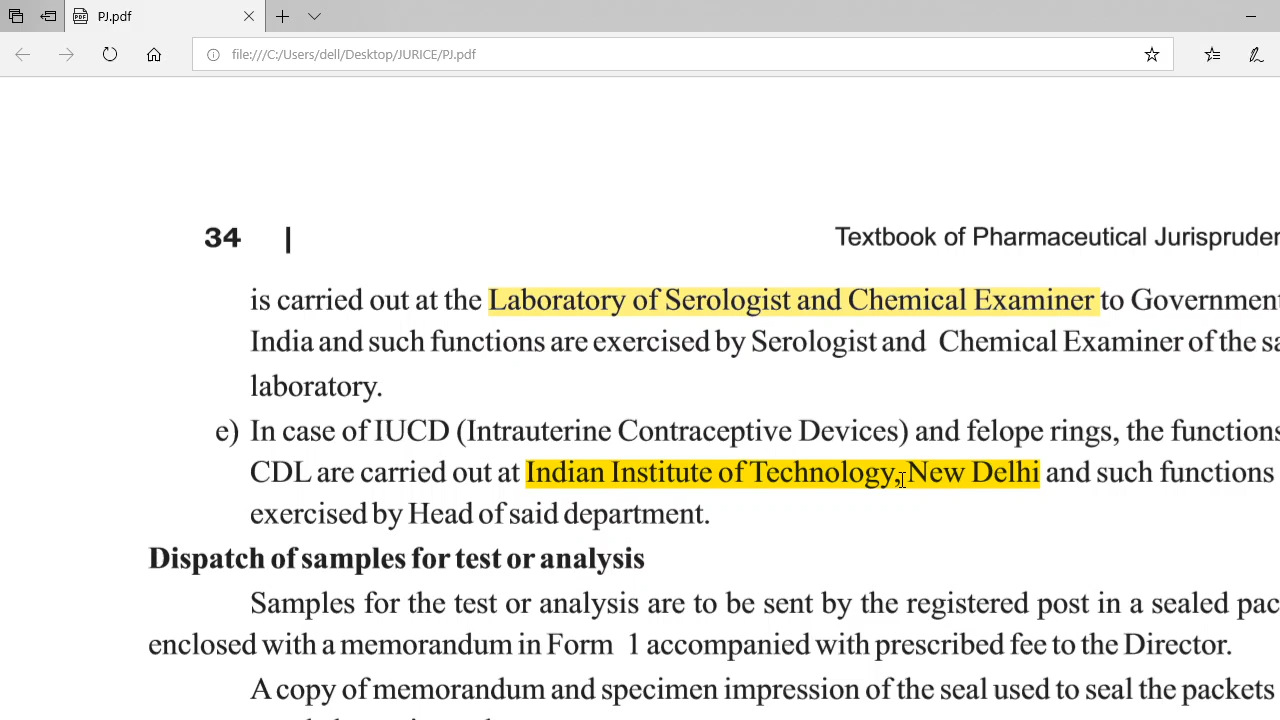 PJ.pdf
file:///C:/Users/dell/Desktop/JURICE/PJ.pdf
34 | Textbook of Pharmaceutical Jurispruden
is carried out at the Laboratory of Serologist and Chemical Examiner to Government
India and such functions are exercised by Serologist and Chemical Examiner of the sa
laboratory.
e) In case of IUCD (Intrauterine Contraceptive Devices) and felope rings, the functions
CDL are carried out at Indian Institute of Technology, New Delhi and such functions
exercised by Head of said department.
Dispatch of samples for test or analysis
Samples for the test or analysis are to be sent by the registered post in a sealed pac
enclosed with a memorandum in Form 1 accompanied with prescribed fee to the Director.
A copy of memorandum and specimen impression of the seal used to seal the packets